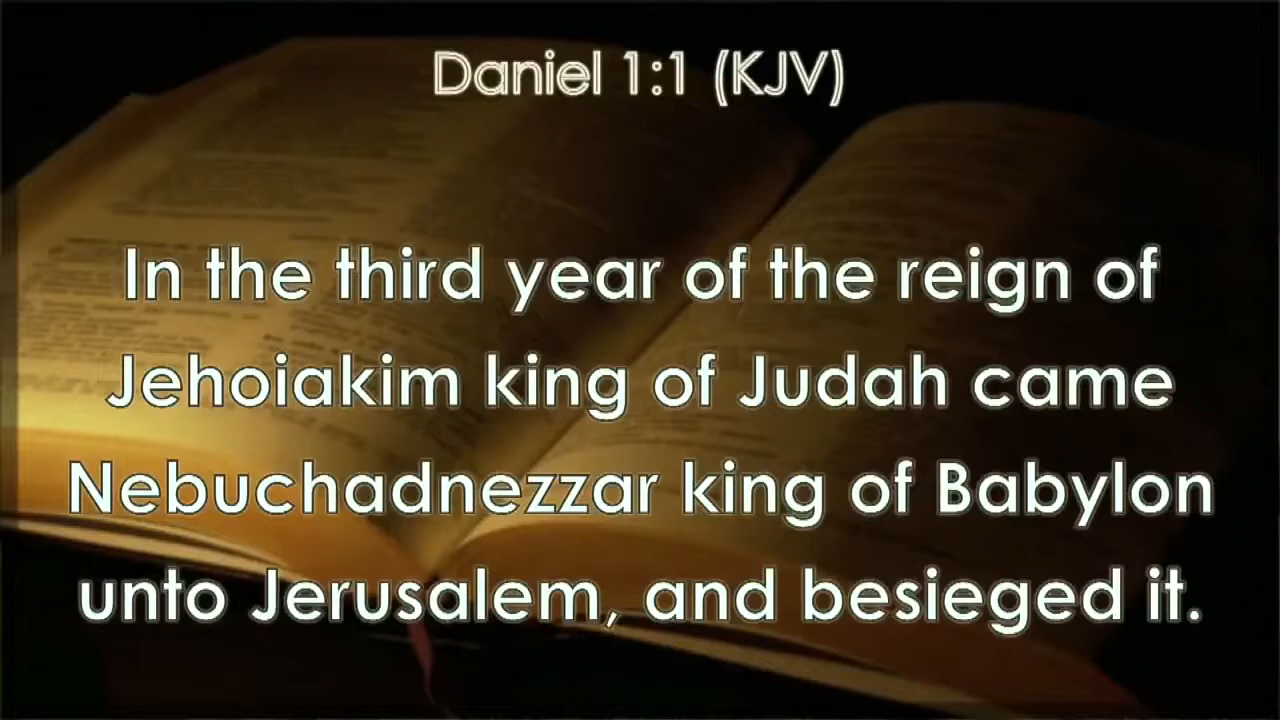 Daniel 1:1 (KJV)
In the third year of the reign of
Jehoiakim king of Judah came
Nebuchadnezzar king of Babylon
unto Jerusalem, and besieged it.